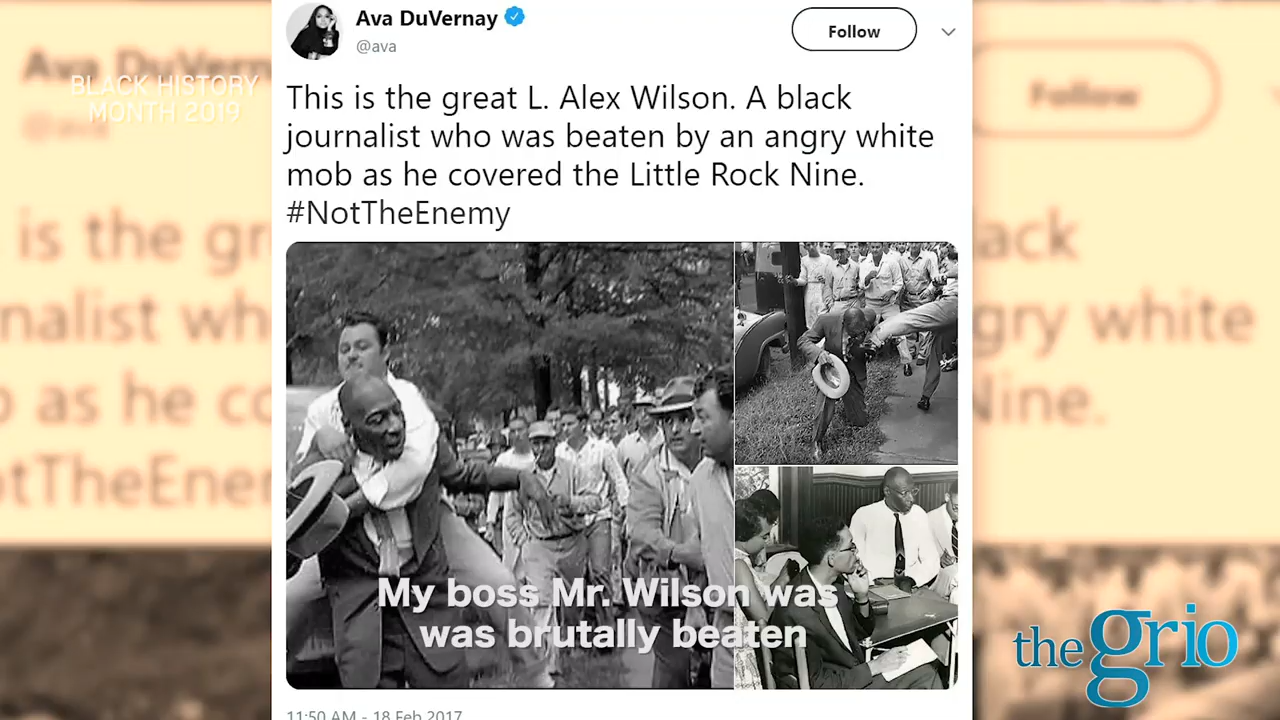 BLACK HISTORY
MONTH 2019
Ava DuVernay
@ava
Follow
This is the great L. Alex Wilson. A black
journalist who was beaten by an angry white
mob as he covered the Little Rock Nine.
#NotTheEnemy
My boss Mr. Wilson was
was brutally beaten
11:50 AM - 18 Feb 2017
the grio